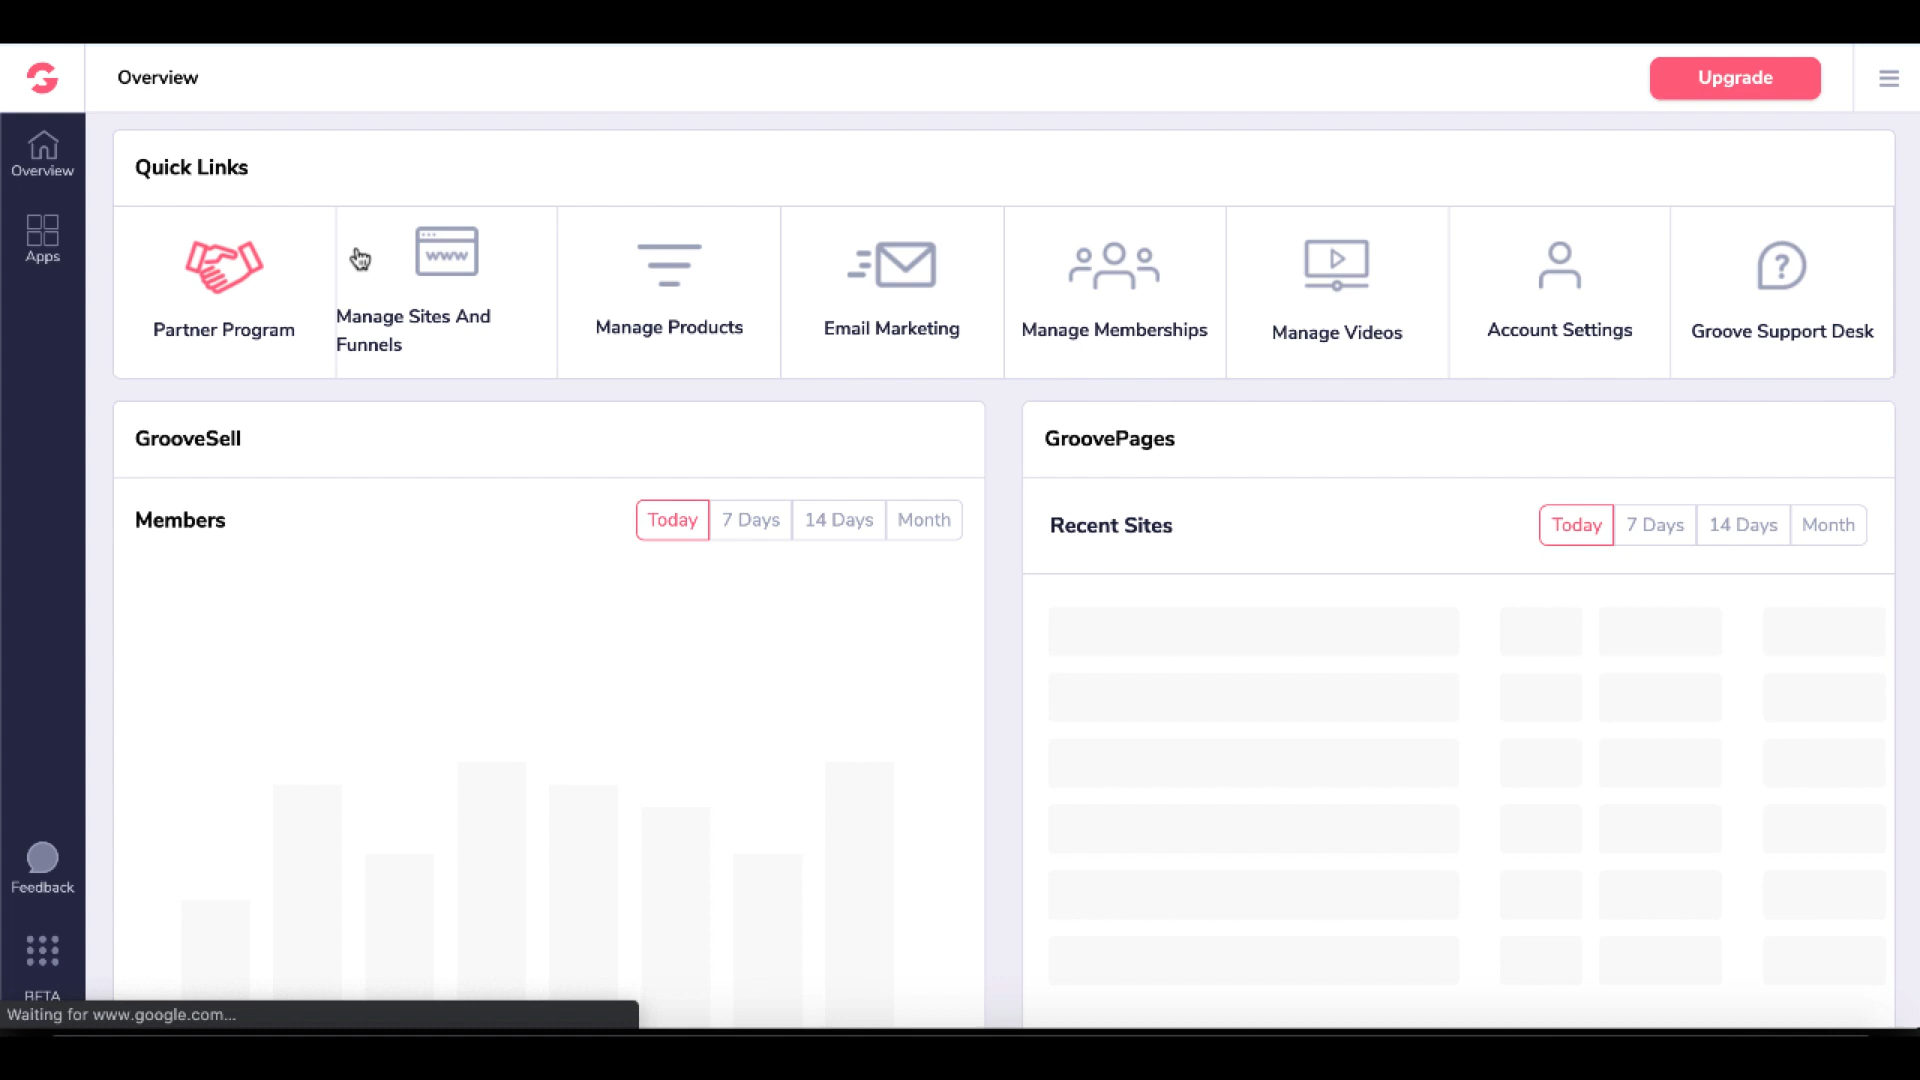 Overview
Upgrade
Overview
Apps
Quick Links
www
Partner Program
Manage Sites And
Funnels
Manage Products
Email Marketing
Manage Memberships
Manage Videos
Account Settings
?
Groove Support Desk
GrooveSell
Members
Today 7 Days 14 Days Month
GroovePages
Recent Sites
Today 7 Days 14 Days Month
Feedback
BETA
Waiting for www.google.com...